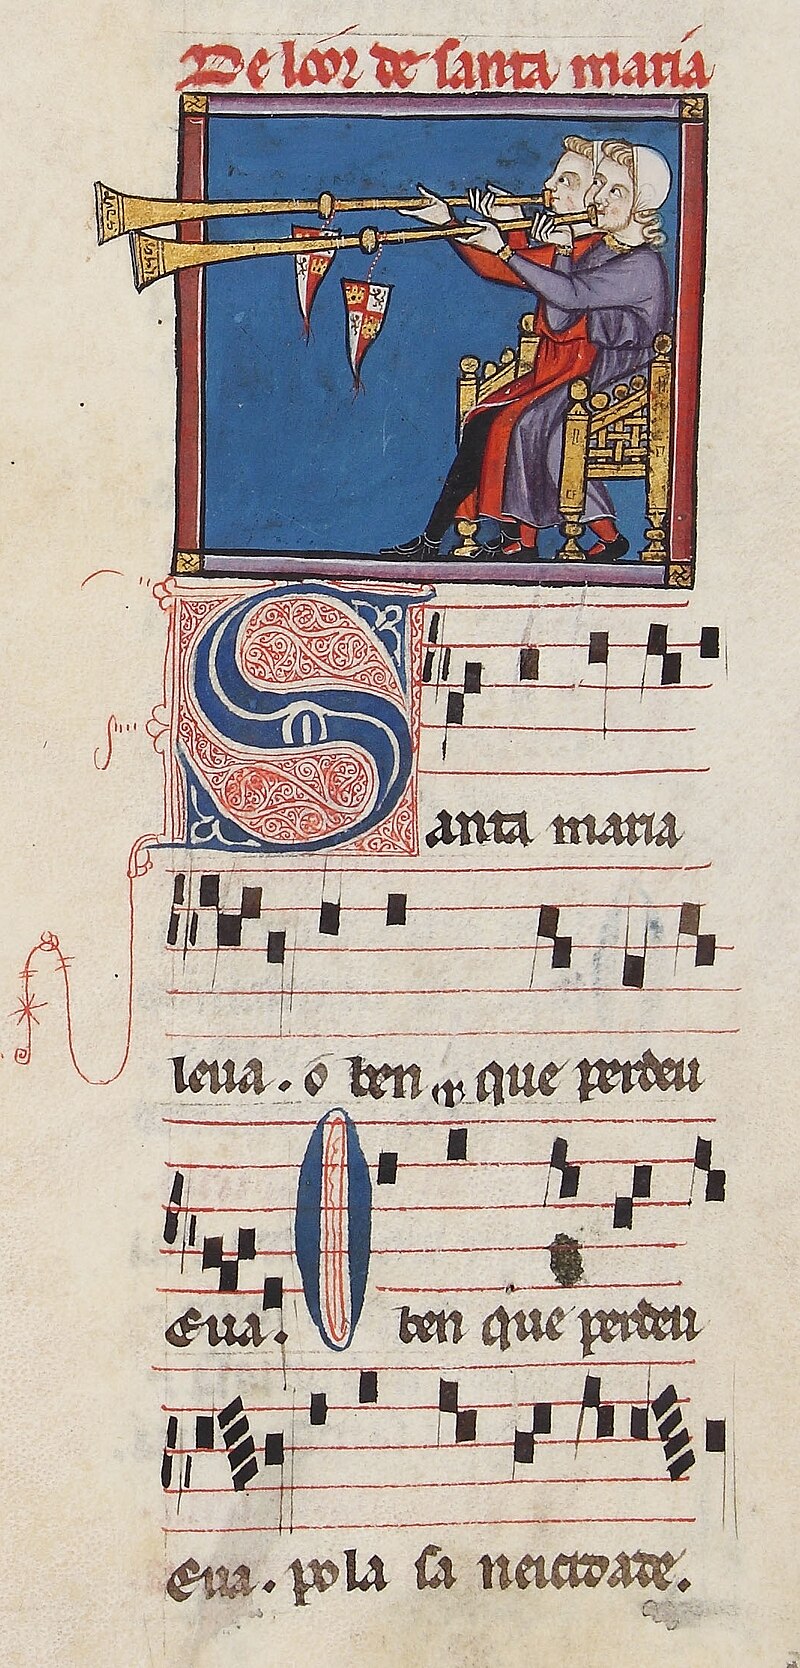 De loor de santa maria
Santa maria
leua . o ben que perdeu
Eua . O ben que perdeu
Eua . pola sa neicidade .